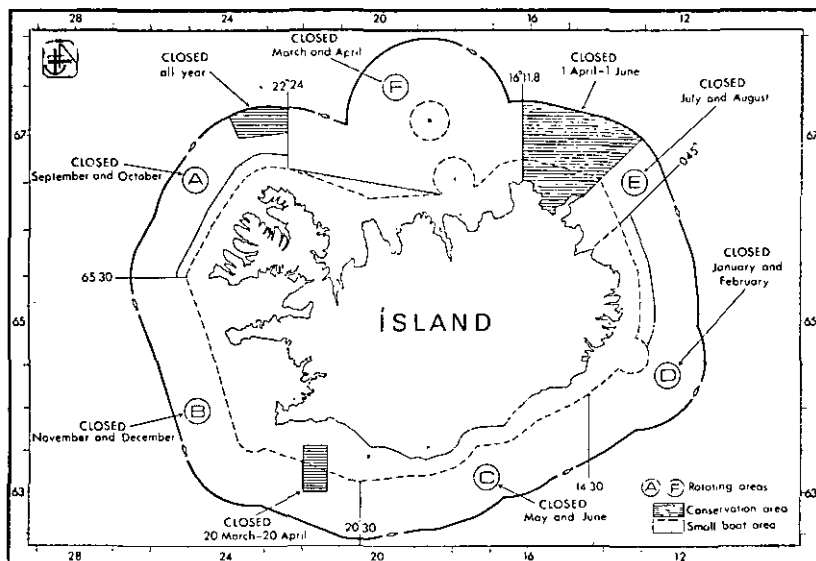 28 24 20 16 12
CLOSED
March and April
CLOSED
all year
22°24
F
16°11.8
CLOSED
1 April-1 June
CLOSED
July and August
67
67
CLOSED
September and October
A
E
045°
CLOSED
January and
February
65 30
65
65
ÍSLAND
D
B
CLOSED
November and December
C
14 30
63
63
CLOSED
20 March-20 April
20 30
CLOSED
May and June
A F Rotating areas
Conservation area
Small boat area
28 24 22 20 16 12